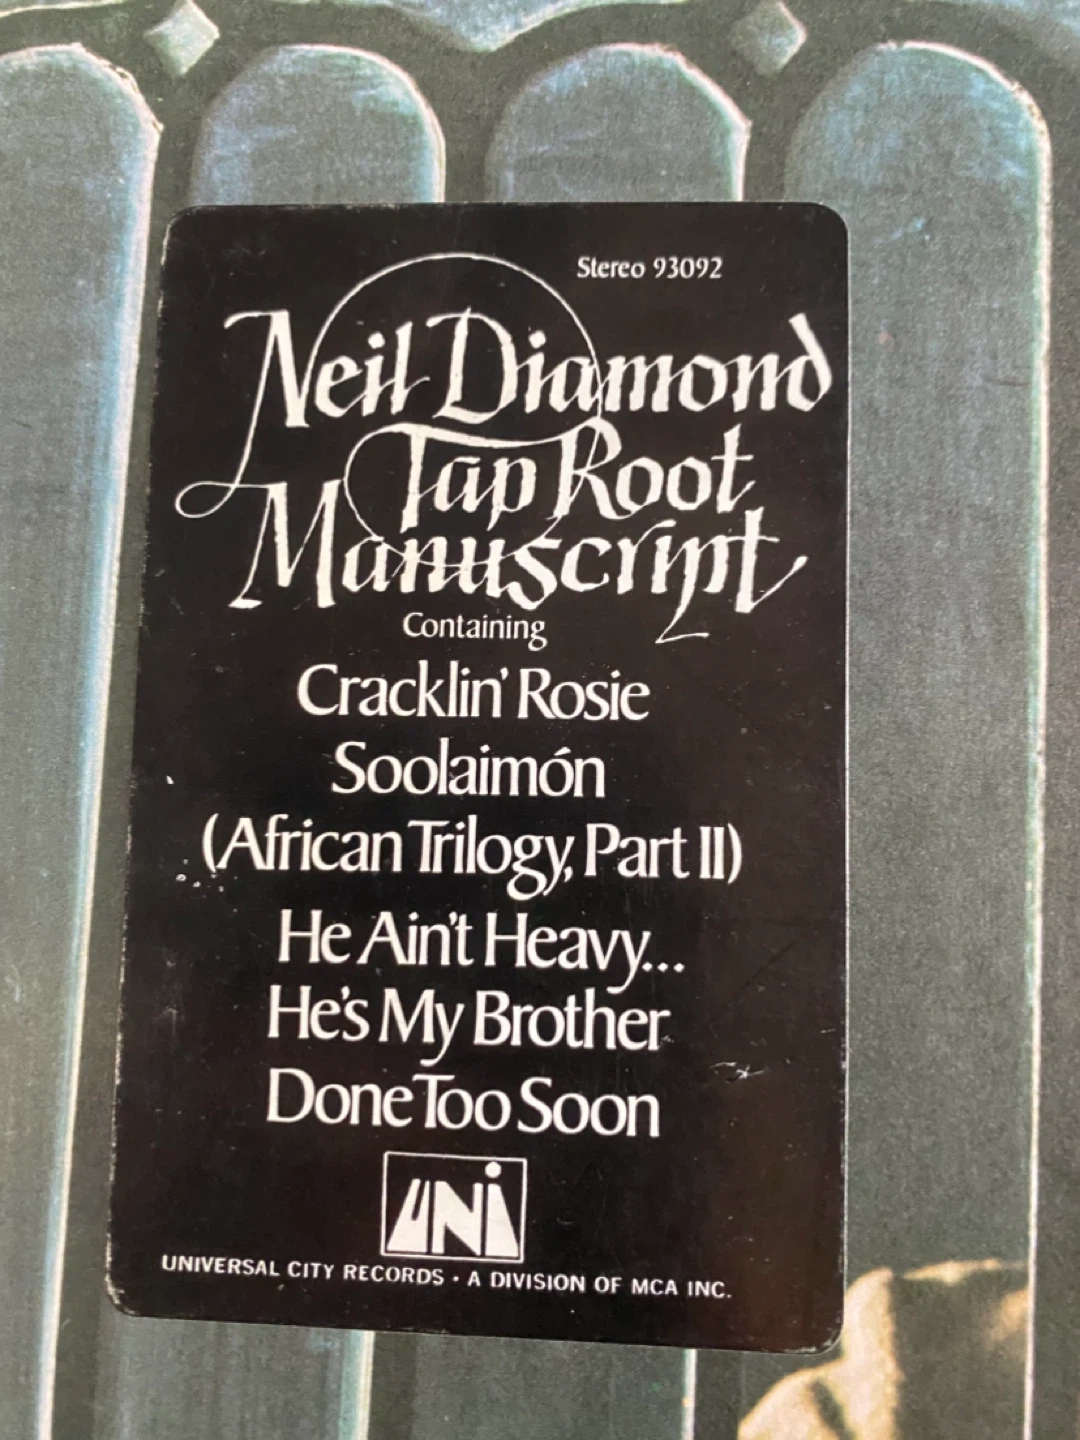 Stereo 93092
Neil Diamond
Tap Root
Manuscript
Containing
Cracklin' Rosie
Soolaimón
(African Trilogy, Part II)
He Ain't Heavy...
He's My Brother
Done Too Soon
UNi
UNIVERSAL CITY RECORDS · A DIVISION OF MCA INC.